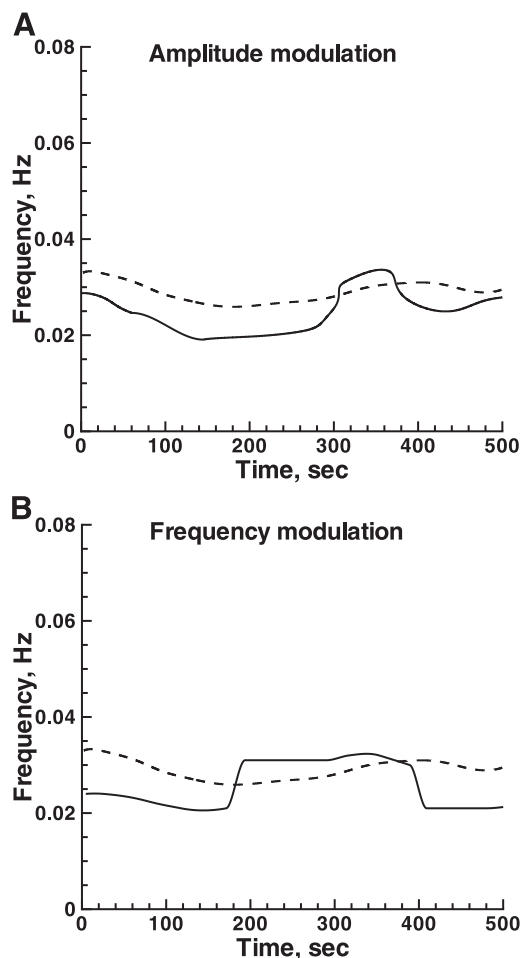 A
Amplitude modulation
Frequency, Hz
0.08
0.06
0.04
0.02
0
0 100 200 300 400 500
Time, sec
B
Frequency modulation
Frequency, Hz
0.08
0.06
0.04
0.02
0
0 100 200 300 400 500
Time, sec